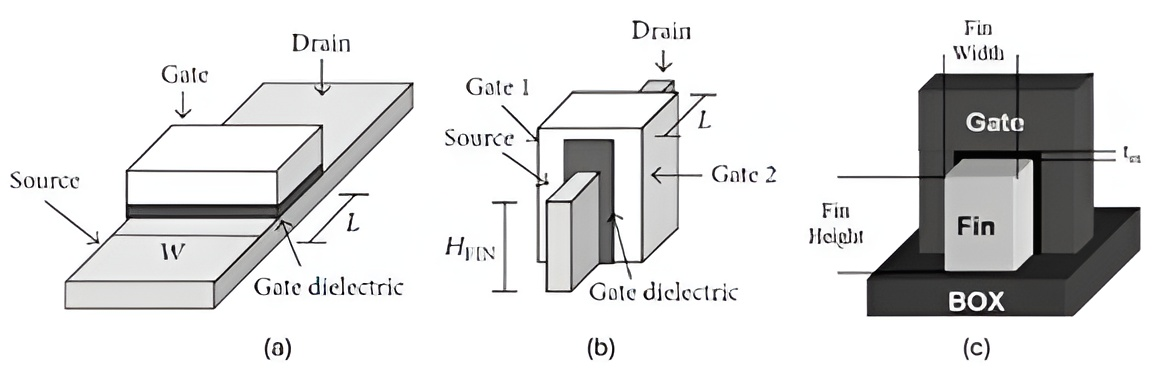 Drain
Gate
Source
L
W
Gate dielectric
(a)
Drain
Gate 1
L
Source
Gate 2
H_FIN
Gate dielectric
(b)
Fin
Width
Gate
Fin
Height
Fin
BOX
(c)